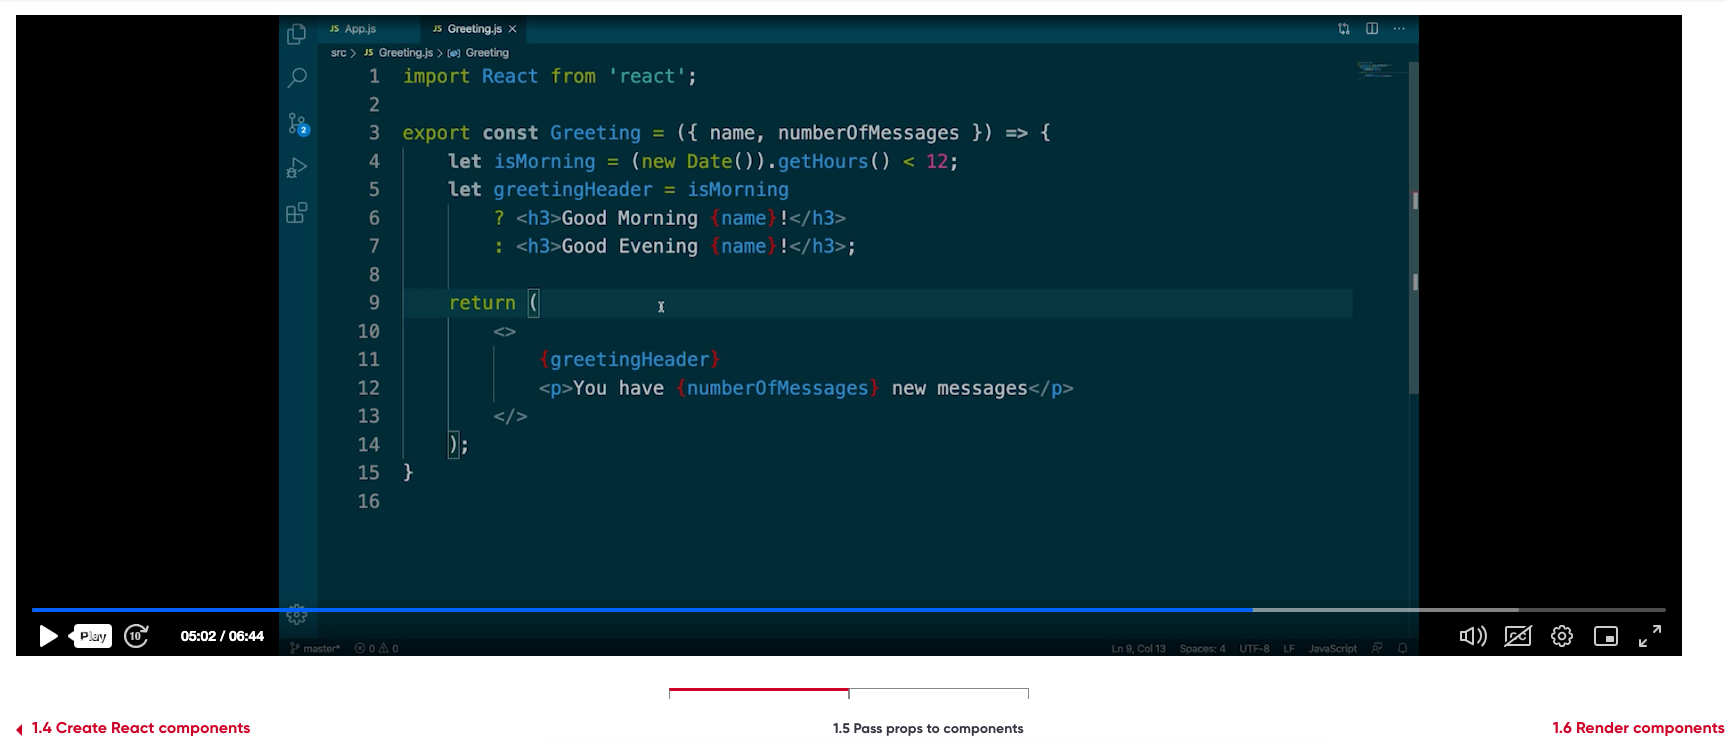 JS App.js JS Greeting.js ×
src > JS Greeting.js > Greeting
1 import React from 'react';
2
3 export const Greeting = ({ name, numberOfMessages }) => {
4 let isMorning = (new Date()).getHours() < 12;
5 let greetingHeader = isMorning
6 ? <h3>Good Morning {name}!</h3>
7 : <h3>Good Evening {name}!</h3>;
8
9 return (
10 <>
11 {greetingHeader}
12 <p>You have {numberOfMessages} new messages</p>
13 </>
14 );
15 }
16
2
Play 10 05:02 / 06:44
master* 0 0 Ln 9, Col 13 Spaces: 4 UTF-8 LF JavaScript
1.4 Create React components 1.5 Pass props to components 1.6 Render components